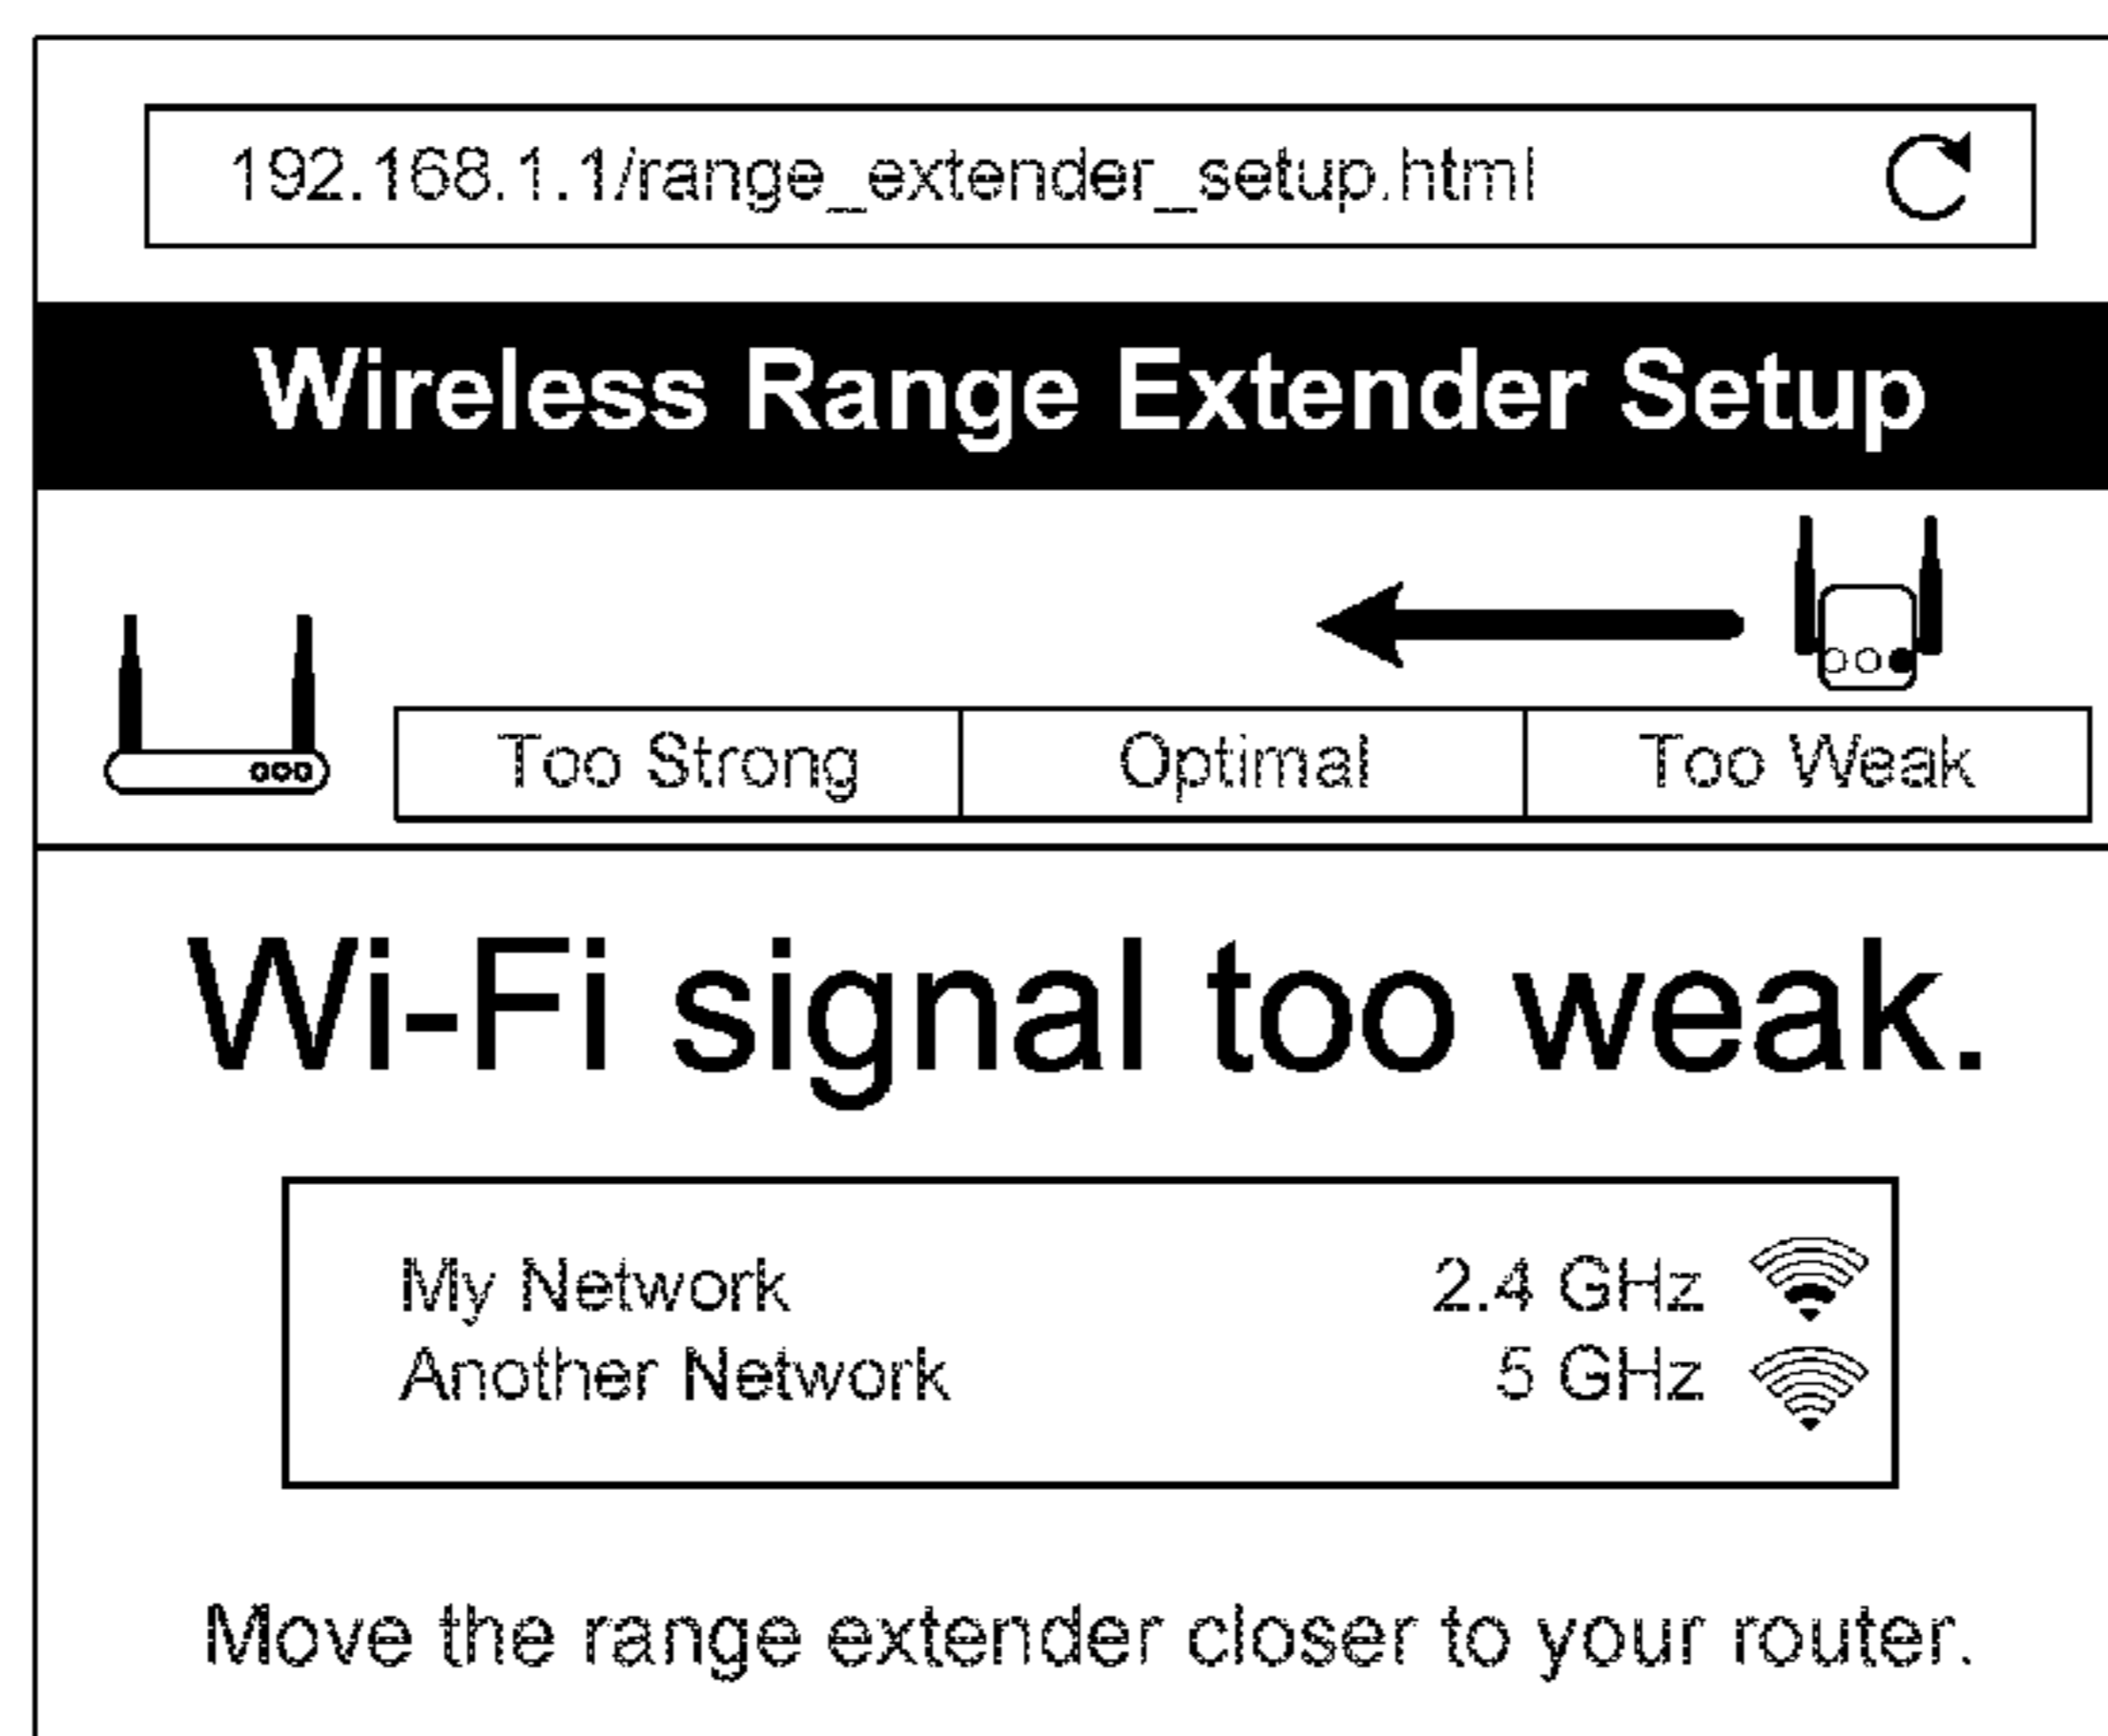 192.168.1.1/range_extender_setup.html
Wireless Range Extender Setup
Too Strong Optimal Too Weak
Wi-Fi signal too weak.
My Network 2.4 GHz
Another Network 5 GHz
Move the range extender closer to your router.